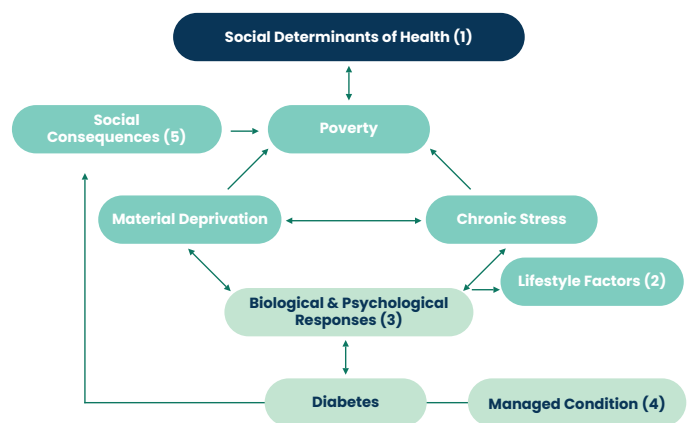 Social Determinants of Health (1)
Social
Consequences (5)
Poverty
Material Deprivation
Chronic Stress
Lifestyle Factors (2)
Biological & Psychological
Responses (3)
Diabetes
Managed Condition (4)